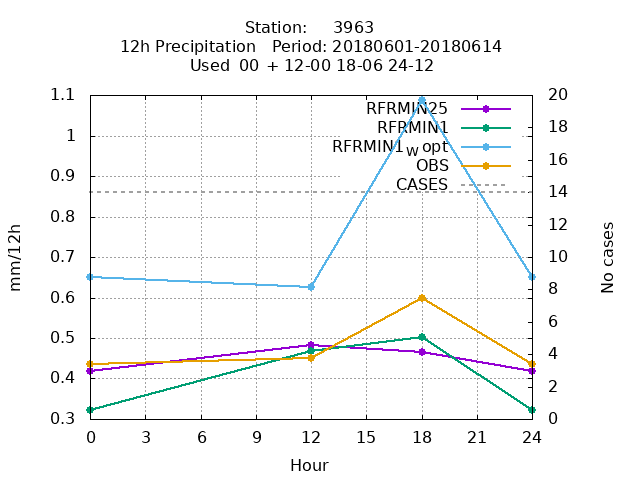 Station: 3963
12h Precipitation Period: 20180601-20180614
Used 00 + 12-00 18-06 24-12
1.1
1
0.9
0.8
0.7
0.6
0.5
0.4
0.3
mm/12h
RFRMIN25
RFRMIN1
RFRMIN1w opt
OBS
CASES
20
18
16
14
12
10
8
6
4
2
0
No cases
0 3 6 9 12 15 18 21 24
Hour